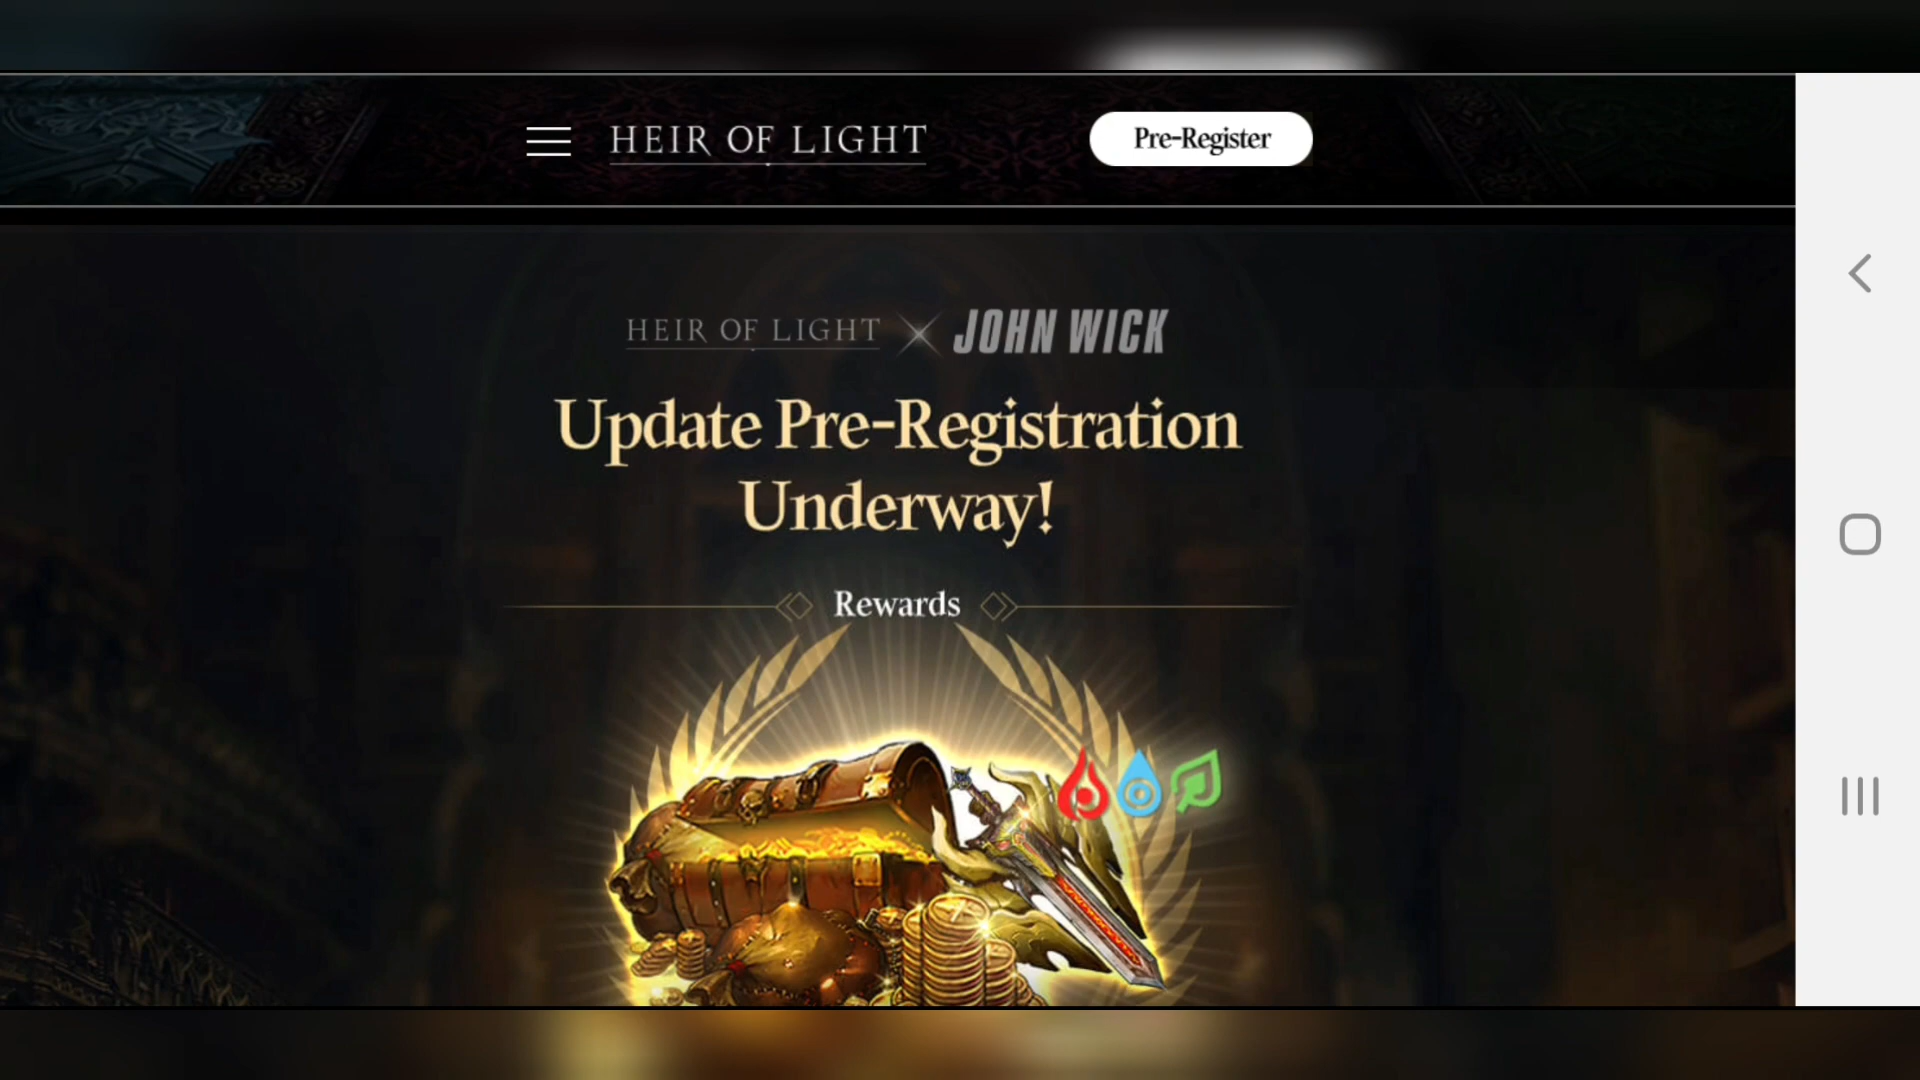 HEIR OF LIGHT
Pre-Register
HEIR OF LIGHT JOHN WICK
Update Pre-Registration
Underway!
Rewards